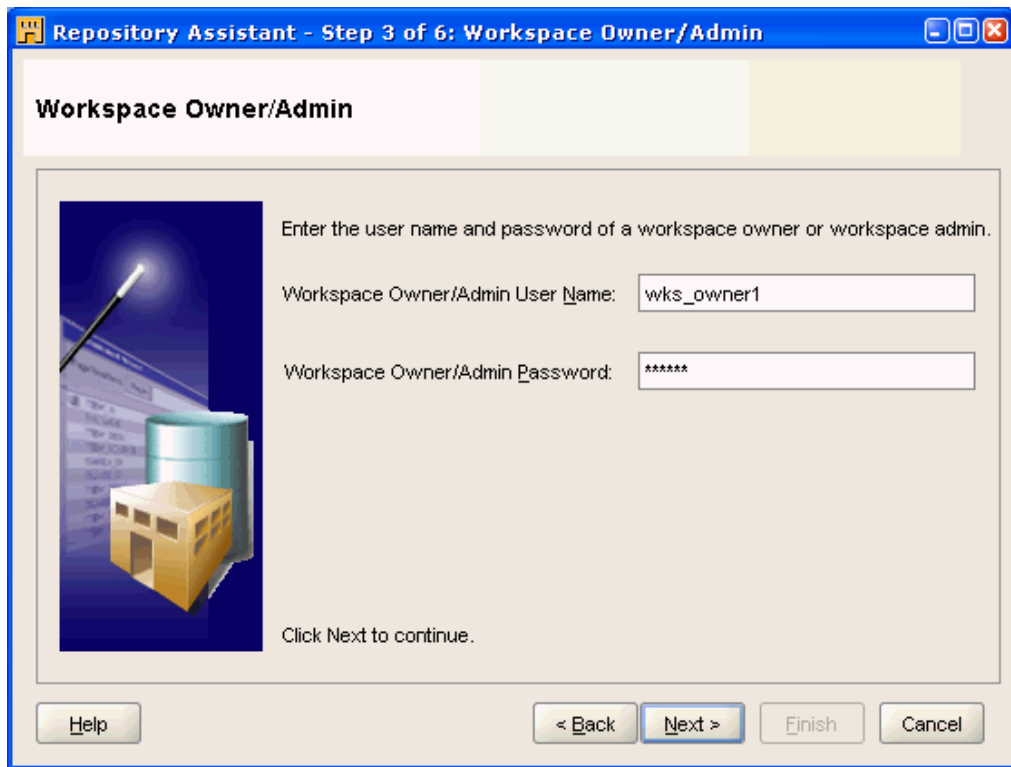 Repository Assistant - Step 3 of 6: Workspace Owner/Admin
Workspace Owner/Admin
Enter the user name and password of a workspace owner or workspace admin.
Workspace Owner/Admin User Name:
wks_owner1
Workspace Owner/Admin Password:
******
Click Next to continue.
Help
< Back
Next >
Finish
Cancel